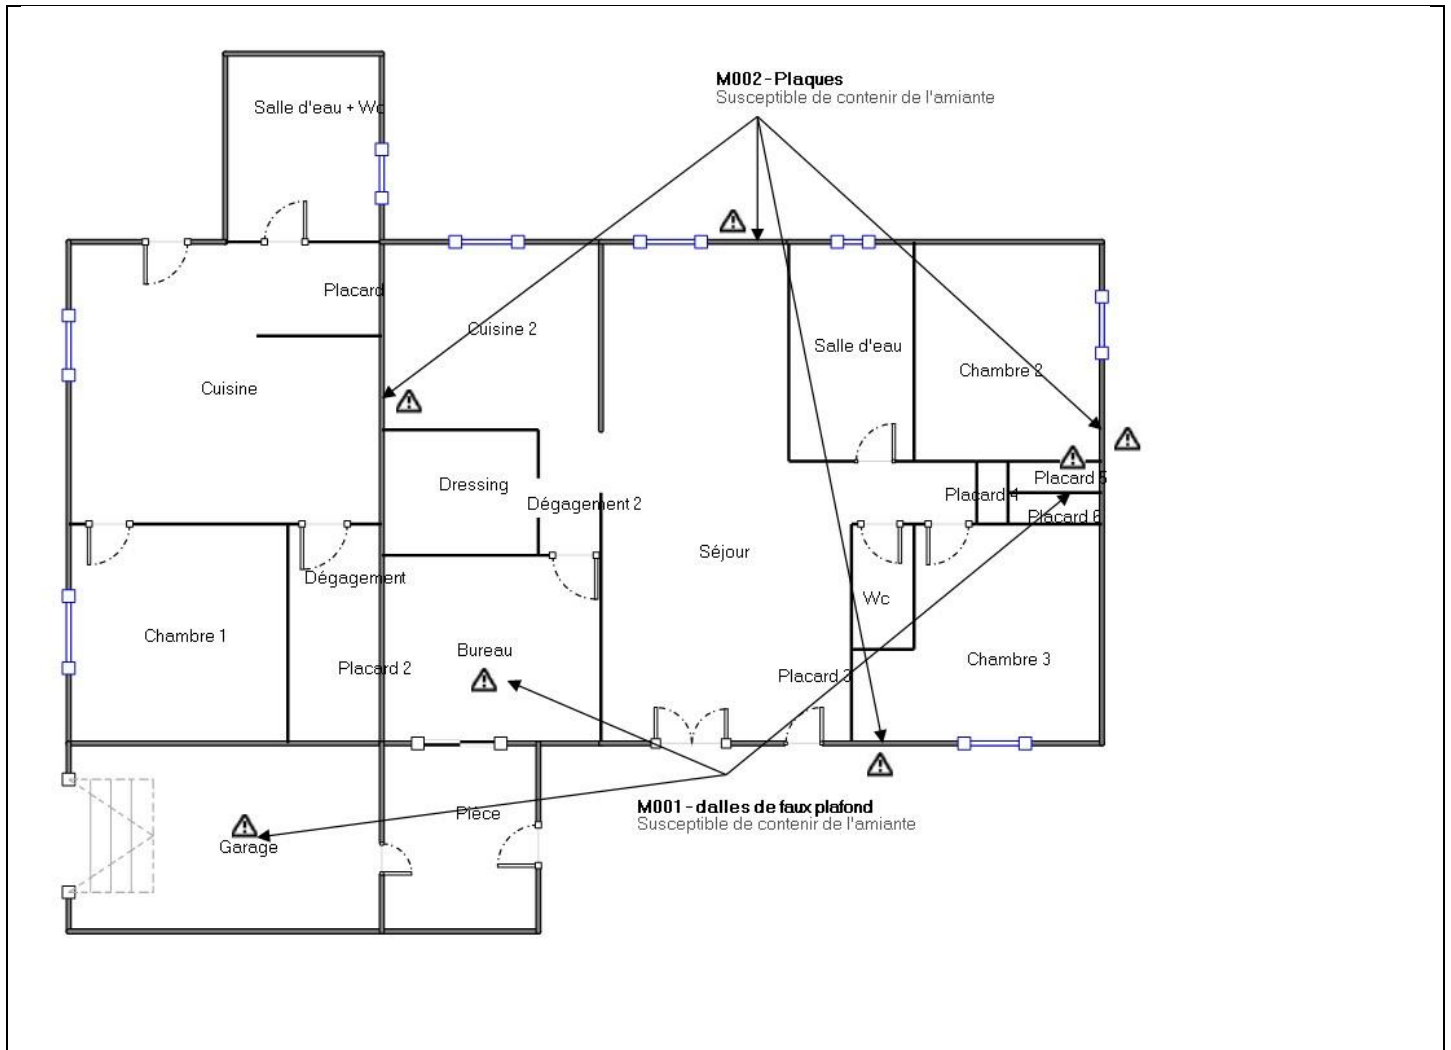 M002 - Plaques
Susceptible de contenir de l'amiante
Salle d'eau + Wc
Placard
Cuisine 2
Salle d'eau
Chambre 2
Cuisine
Placard 5
Dressing
Placard 4
Dégagement 2
Placard 6
Séjour
Dégagement
Wc
Chambre 1
Bureau
Chambre 3
Placard 2
Placard 3
M001 - dalles de faux plafond
Susceptible de contenir de l'amiante
Pièce
Garage